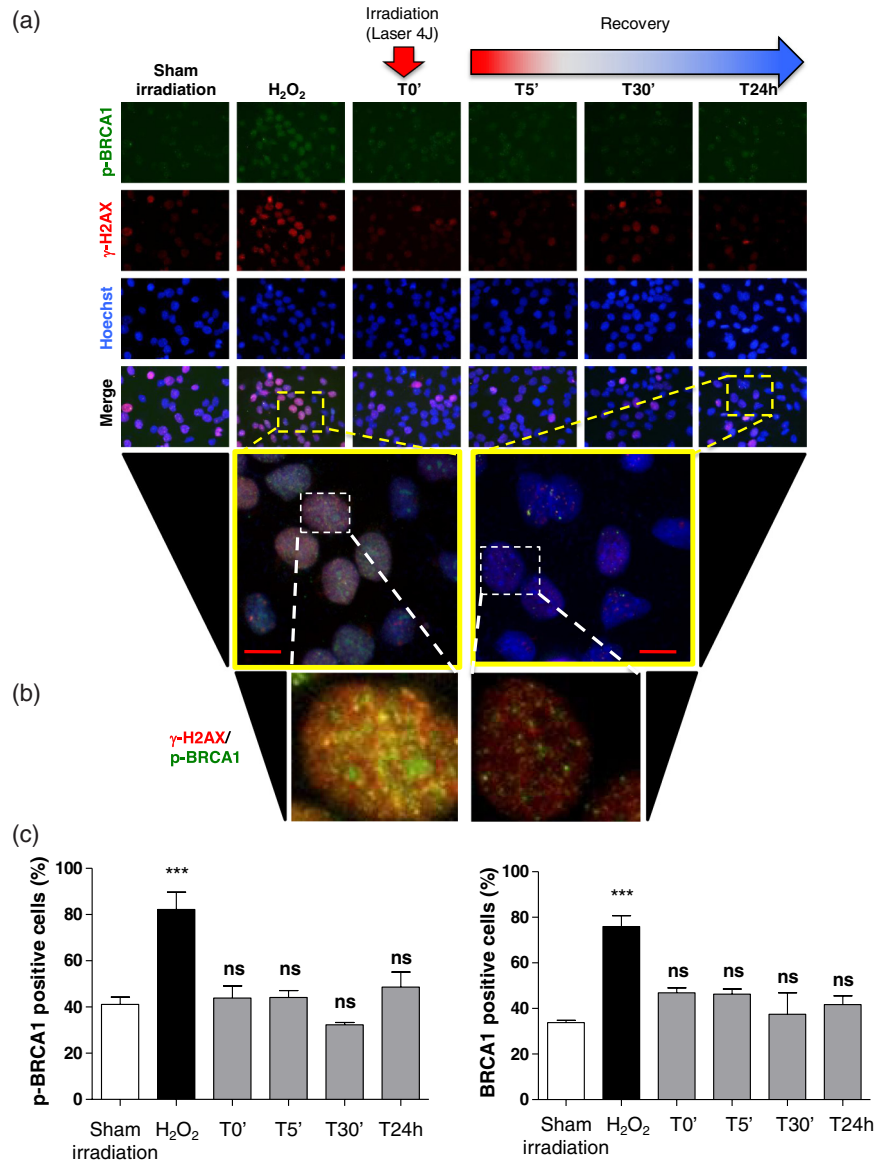 (a)
Irradiation
(Laser 4J)
Recovery
Sham
irradiation
H₂O₂
T0'
T5'
T30'
T24h
p-BRCA1
γ-H2AX
Hoechst
Merge
(b)
γ-H2AX/
p-BRCA1
(c)
p-BRCA1 positive cells (%)
100
80
60
40
20
0
***
ns
ns
ns
ns
Sham
irradiation
H₂O₂
T0'
T5'
T30'
T24h
BRCA1 positive cells (%)
100
80
60
40
20
0
***
ns
ns
ns
ns
Sham
irradiation
H₂O₂
T0'
T5'
T30'
T24h